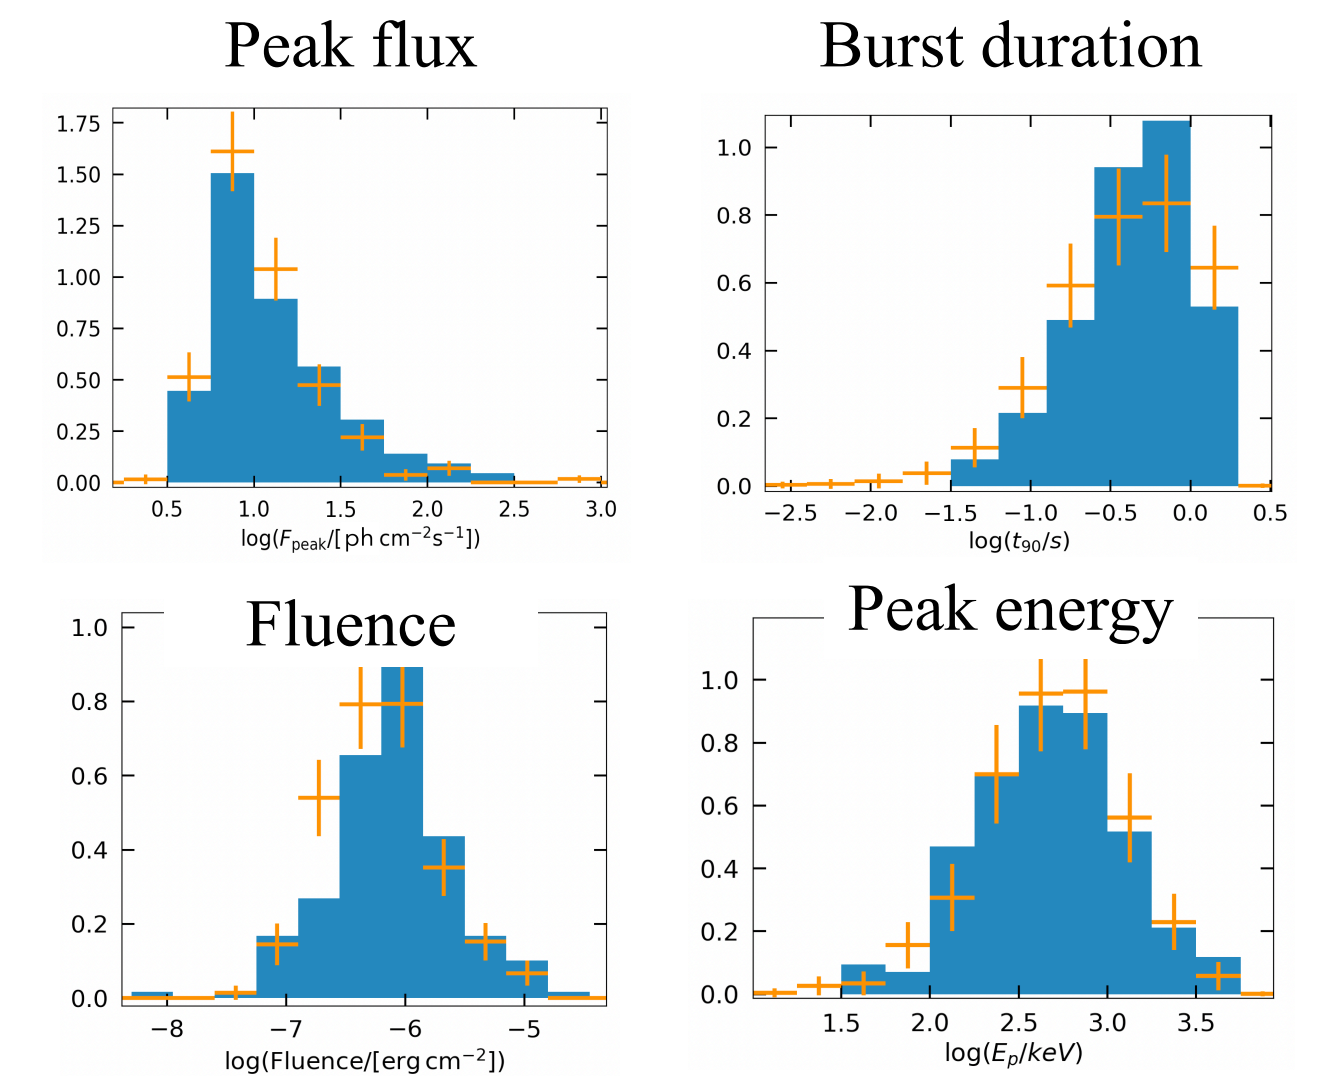 Peak flux
1.75
1.50
1.25
1.00
0.75
0.50
0.25
0.00
0.5 1.0 1.5 2.0 2.5 3.0
log(F_peak/[ph cm⁻²s⁻¹])
Burst duration
1.0
0.8
0.6
0.4
0.2
0.0
−2.5 −2.0 −1.5 −1.0 −0.5 0.0 0.5
log(t₉₀/s)
Fluence
1.0
0.8
0.6
0.4
0.2
0.0
−8 −7 −6 −5
log(Fluence/[erg cm⁻²])
Peak energy
1.0
0.8
0.6
0.4
0.2
0.0
1.5 2.0 2.5 3.0 3.5
log(E_p/keV)